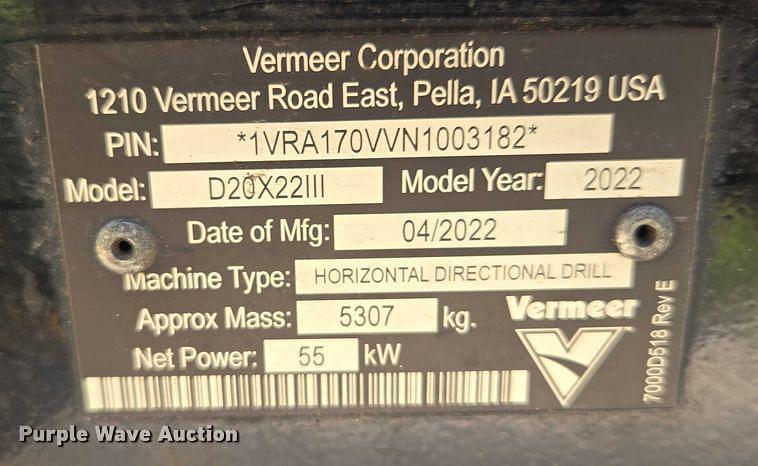 Vermeer Corporation
1210 Vermeer Road East, Pella, IA 50219 USA
PIN: *1VRA170VVN1003182*
Model: D20X22III Model Year: 2022
Date of Mfg: 04/2022
Machine Type: HORIZONTAL DIRECTIONAL DRILL
Approx Mass: 5307 kg.
Net Power: 55 kW
Vermeer
7000D518 Rev E
Purple Wave Auction